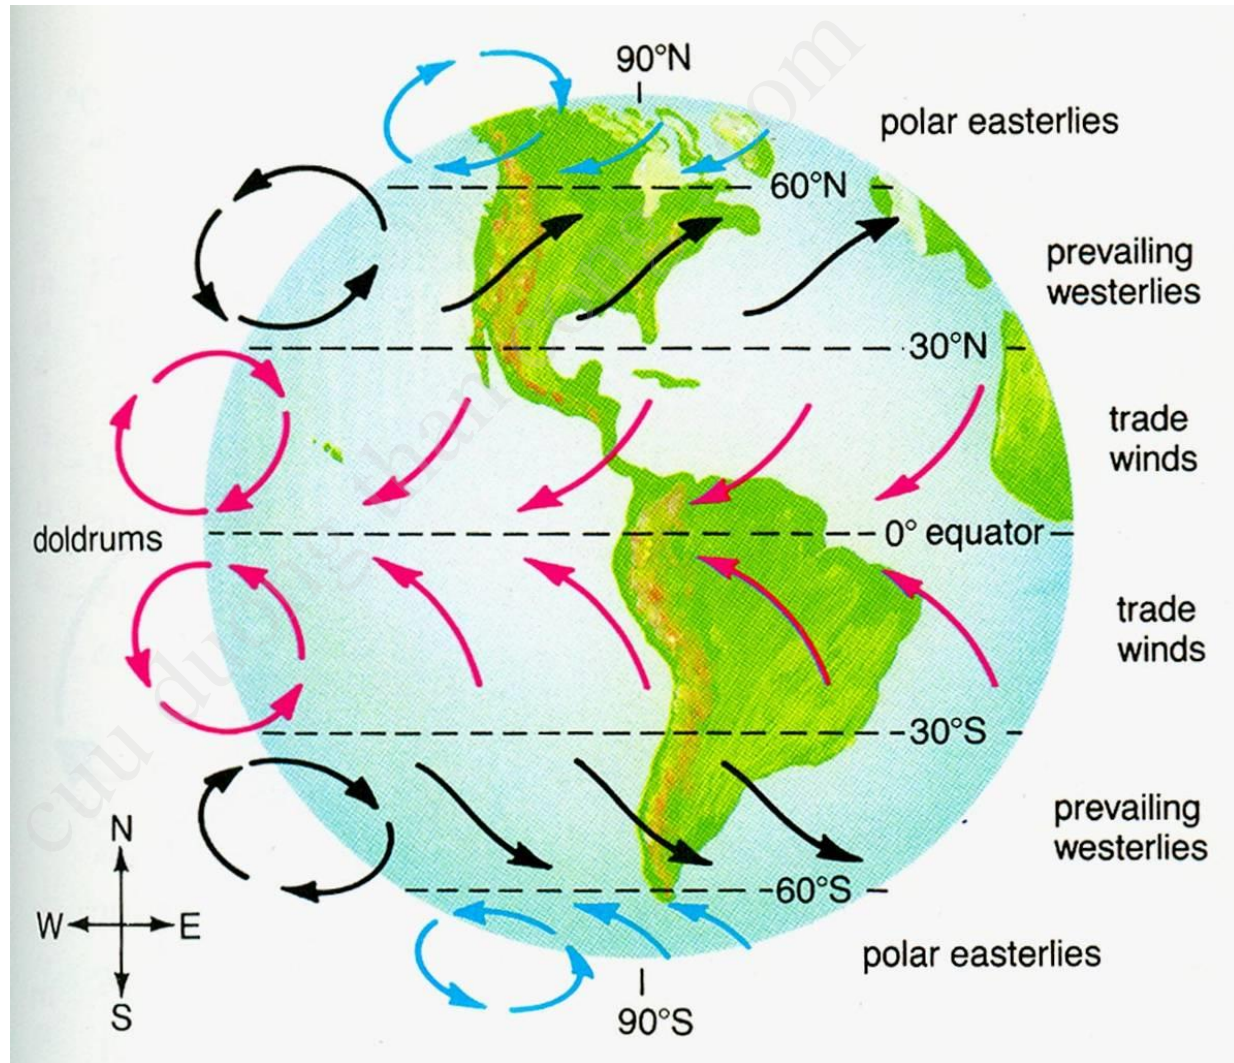 90°N
polar easterlies
60°N
prevailing
westerlies
30°N
trade
winds
doldrums
0° equator
trade
winds
30°S
prevailing
westerlies
N
W
E
S
60°S
polar easterlies
90°S